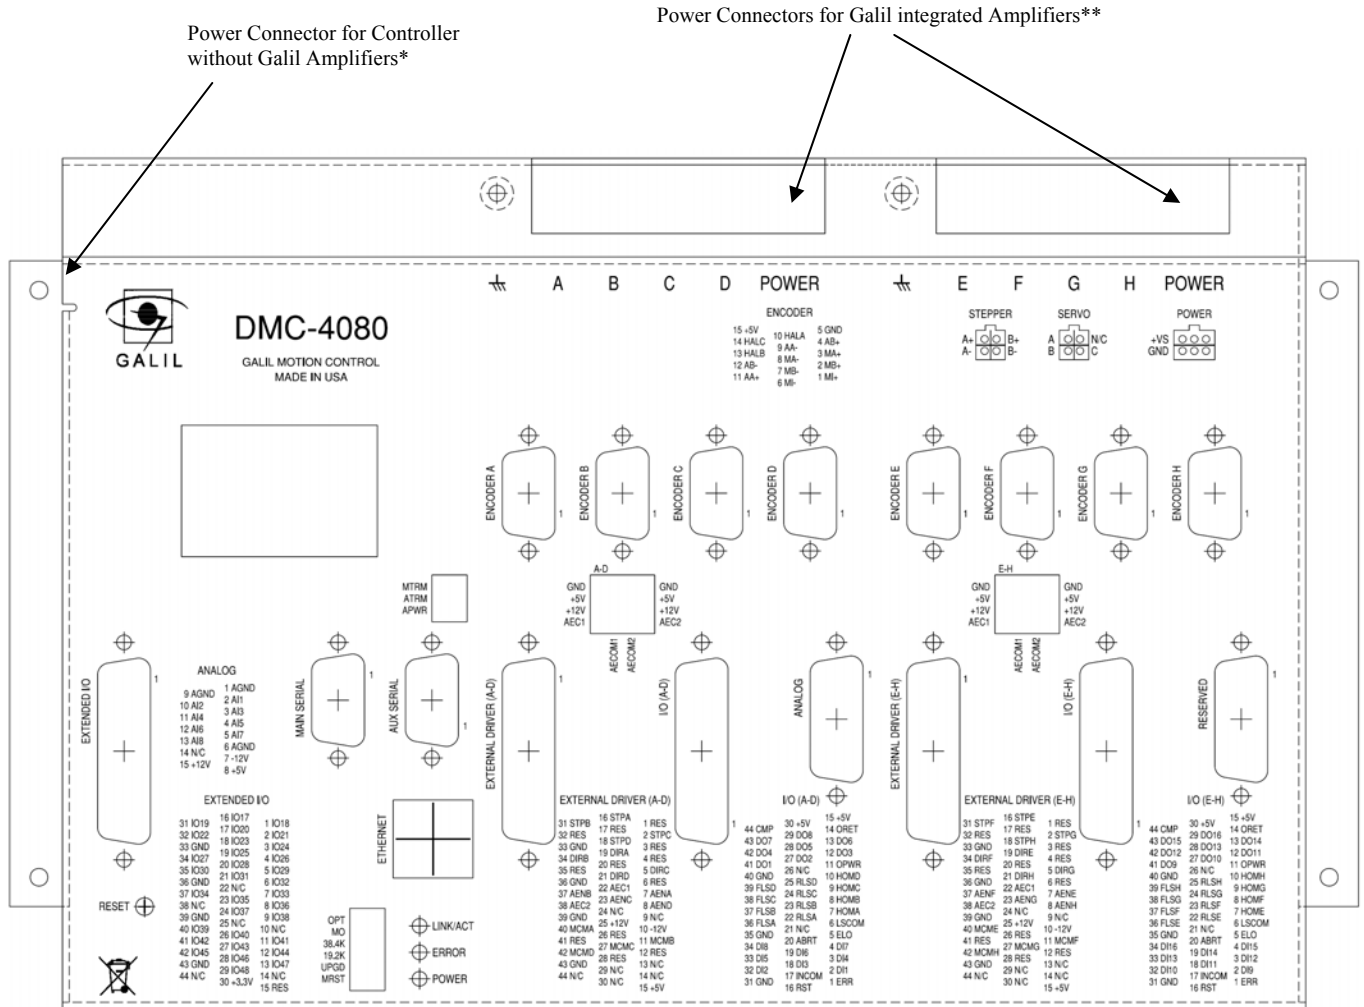 Power Connectors for Galil integrated Amplifiers**
Power Connector for Controller
without Galil Amplifiers*
A B C D POWER
E F G H POWER
GALIL
DMC-4080
GALIL MOTION CONTROL
MADE IN USA
ENCODER
15 +5V
14 HALC
13 HALB
12 AB-
11 AA+
10 HALA
9 AA-
8 MA-
7 MB-
6 MI-
5 GND
4 AB+
3 MA+
2 MB+
1 MI+
STEPPER
A+ B+
A- B-
SERVO
A N/C
B C
POWER
+VS
GND
ENCODER A
1
ENCODER B
1
ENCODER C
1
ENCODER D
1
ENCODER E
1
ENCODER F
1
ENCODER G
1
ENCODER H
1
MTRM
ATRM
APWR
A-D
GND
+5V
+12V
AEC1
GND
+5V
+12V
AEC2
AECOM1
AECOM2
E-H
GND
+5V
+12V
AEC1
GND
+5V
+12V
AEC2
AECOM1
AECOM2
EXTENDED I/O
1
ANALOG
9 AGND
10 AI2
11 AI4
12 AI6
13 AI8
14 N/C
15 +12V
1 AGND
2 AI1
3 AI3
4 AI5
5 AI7
6 AGND
7 -12V
8 +5V
MAIN SERIAL
1
AUX SERIAL
1
EXTERNAL DRIVER (A-D)
1
I/O (A-D)
1
ANALOG
1
EXTERNAL DRIVER (E-H)
1
I/O (E-H)
1
RESERVED
1
EXTENDED I/O
31 IO19
32 IO22
33 GND
34 IO27
35 IO30
36 GND
37 IO34
38 N/C
39 GND
40 IO39
41 IO42
42 IO45
43 GND
44 N/C
16 IO17
17 IO20
18 IO23
19 IO25
20 IO28
21 IO31
22 N/C
23 IO35
24 IO37
25 N/C
26 IO40
27 IO43
28 IO46
29 IO48
30 +3.3V
1 IO18
2 IO21
3 IO24
4 IO26
5 IO29
6 IO32
7 IO33
8 IO36
9 IO38
10 N/C
11 IO41
12 IO44
13 IO47
14 N/C
15 RES
RESET
ETHERNET
OPT
MO
38.4K
19.2K
UPGD
MRST
LINK/ACT
ERROR
POWER
EXTERNAL DRIVER (A-D)
31 STPB
32 RES
33 GND
34 DIRB
35 RES
36 GND
37 AENB
38 AEC2
39 GND
40 MCMA
41 RES
42 MCMD
43 GND
44 N/C
16 STPA
17 RES
18 STPD
19 DIRA
20 RES
21 DIRD
22 AEC1
23 AENC
24 N/C
25 +12V
26 RES
27 MCMC
28 RES
29 N/C
30 N/C
1 RES
2 STPC
3 RES
4 RES
5 DIRC
6 RES
7 AENA
8 AEND
9 N/C
10 -12V
11 MCMB
12 RES
13 N/C
14 N/C
15 +5V
I/O (A-D)
44 CMP
43 DO7
42 DO4
41 DO1
40 GND
39 FLSD
38 FLSC
37 FLSB
36 FLSA
35 GND
34 DI8
33 DI5
32 DI2
31 GND
30 +5V
29 DO8
28 DO5
27 DO2
26 N/C
25 RLSD
24 RLSC
23 RLSB
22 RLSA
21 N/C
20 ABRT
19 DI6
18 DI3
17 INCOM
16 RST
15 +5V
14 ORET
13 DO6
12 DO3
11 OPWR
10 HOMD
9 HOMC
8 HOMB
7 HOMA
6 LSCOM
5 ELO
4 DI7
3 DI4
2 DI1
1 ERR
EXTERNAL DRIVER (E-H)
31 STPF
32 RES
33 GND
34 DIRF
35 RES
36 GND
37 AENF
38 AEC2
39 GND
40 MCME
41 RES
42 MCMH
43 GND
44 N/C
16 STPE
17 RES
18 STPH
19 DIRE
20 RES
21 DIRH
22 AEC1
23 AENG
24 N/C
25 +12V
26 RES
27 MCMG
28 RES
29 N/C
30 N/C
1 RES
2 STPG
3 RES
4 RES
5 DIRG
6 RES
7 AENE
8 AENH
9 N/C
10 -12V
11 MCMF
12 RES
13 N/C
14 N/C
15 +5V
I/O (E-H)
44 CMP
43 DO15
42 DO12
41 DO9
40 GND
39 FLSH
38 FLSG
37 FLSF
36 FLSE
35 GND
34 DI16
33 DI13
32 DI10
31 GND
30 +5V
29 DO16
28 DO13
27 DO10
26 N/C
25 RLSH
24 RLSG
23 RLSF
22 RLSE
21 N/C
20 ABRT
19 DI14
18 DI11
17 INCOM
16 RST
15 +5V
14 ORET
13 DO14
12 DO11
11 OPWR
10 HOMH
9 HOMG
8 HOMF
7 HOME
6 LSCOM
5 ELO
4 DI15
3 DI12
2 DI9
1 ERR